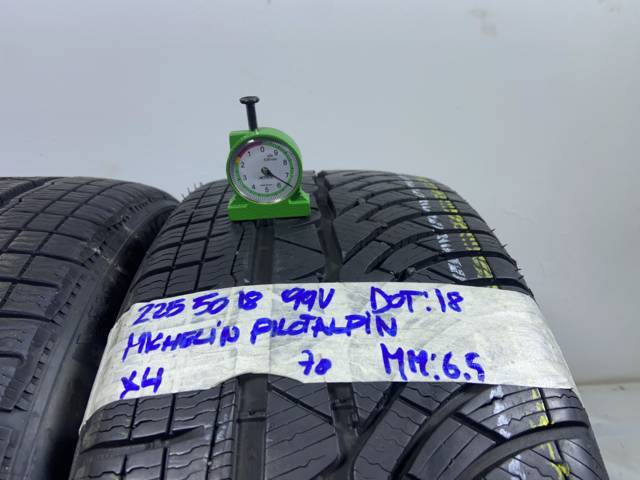 225 50 18 99V DOT:18
MICHELIN PILOTALPIN
X4 70 MM:6.5